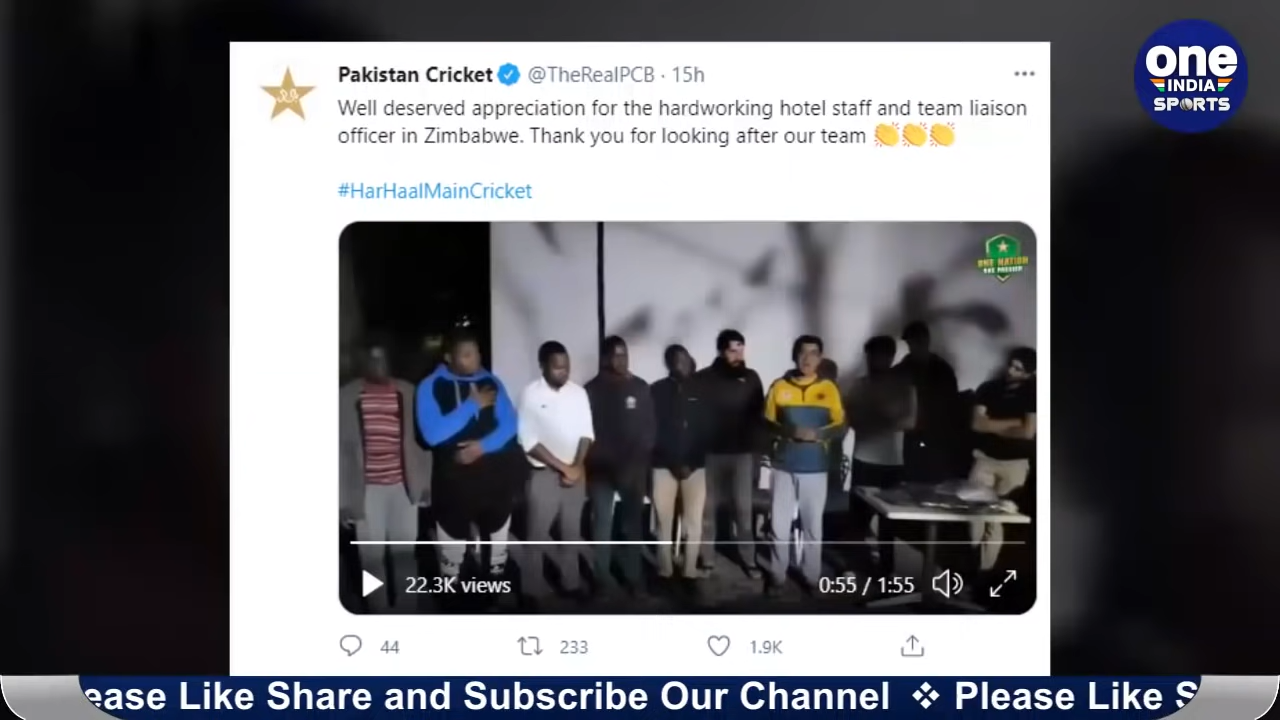 Pakistan Cricket @TheRealPCB · 15h
Well deserved appreciation for the hardworking hotel staff and team liaison
officer in Zimbabwe. Thank you for looking after our team 👏👏👏
#HarHaalMainCricket
ONE NATION
ONE PASSION
22.3K views
0:55 / 1:55
44
233
1.9K
one
INDIA
SPORTS
ease Like Share and Subscribe Our Channel ❖ Please Like S